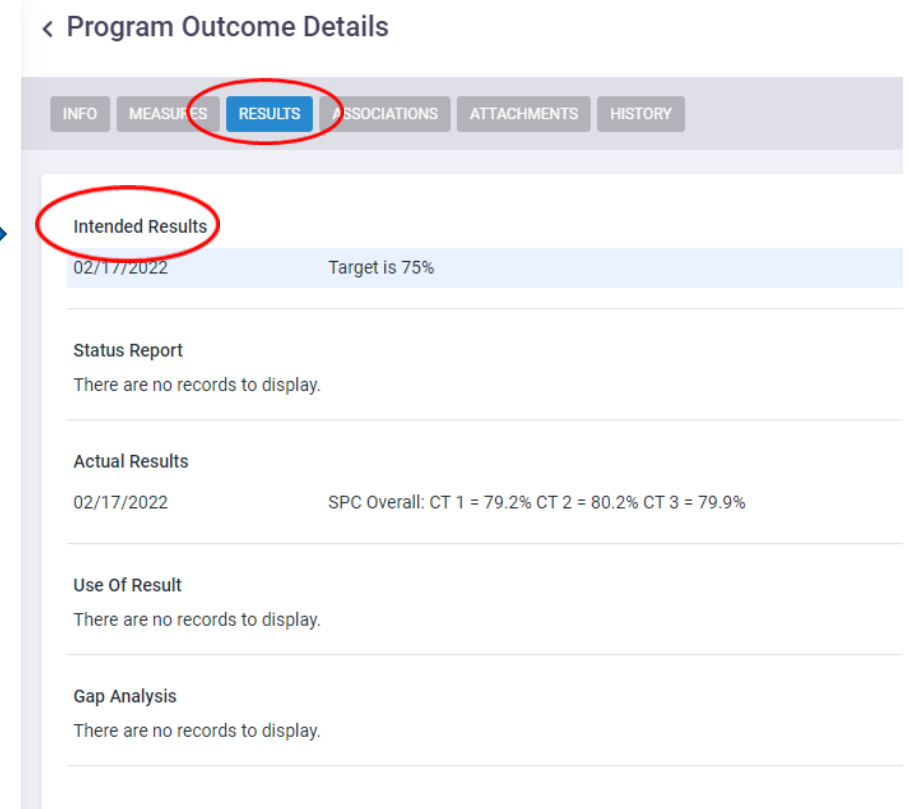 < Program Outcome Details
INFO MEASURES RESULTS ASSOCIATIONS ATTACHMENTS HISTORY
Intended Results
02/17/2022 Target is 75%
Status Report
There are no records to display.
Actual Results
02/17/2022 SPC Overall: CT 1 = 79.2% CT 2 = 80.2% CT 3 = 79.9%
Use Of Result
There are no records to display.
Gap Analysis
There are no records to display.